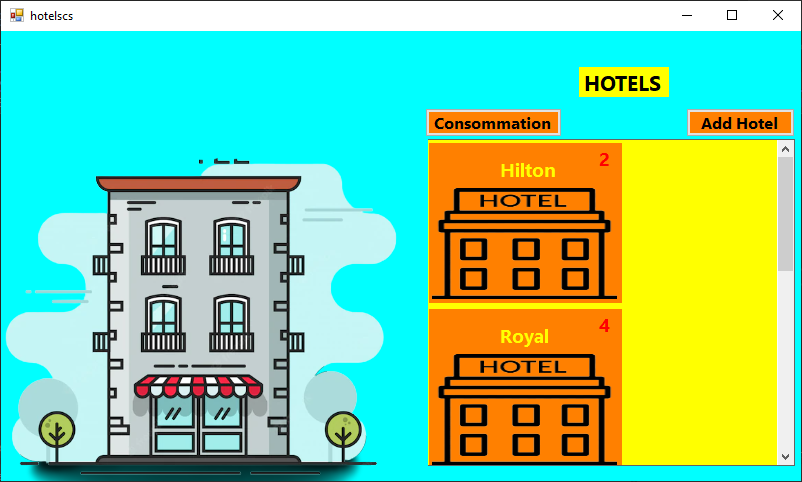 hotelscs
HOTELS
Consommation
Add Hotel
2
Hilton
HOTEL
4
Royal
HOTEL